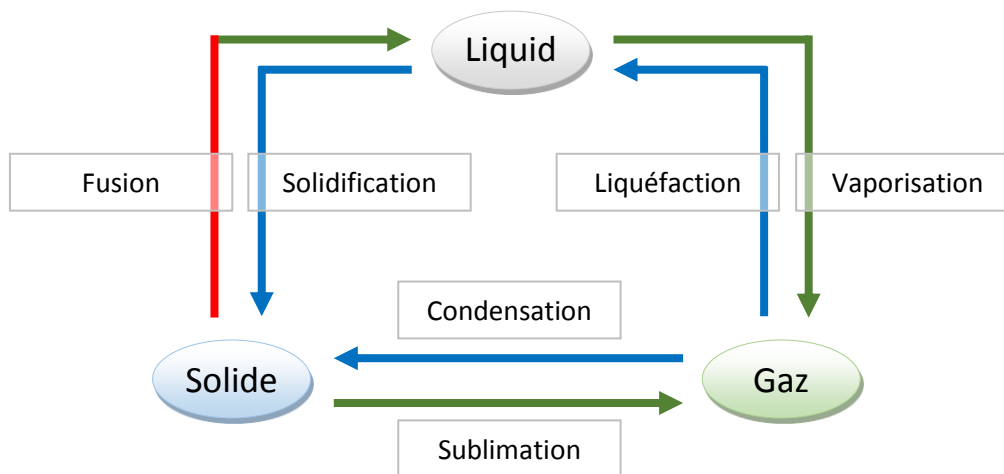 Liquid
Fusion
Solidification
Liquéfaction
Vaporisation
Condensation
Solide
Gaz
Sublimation